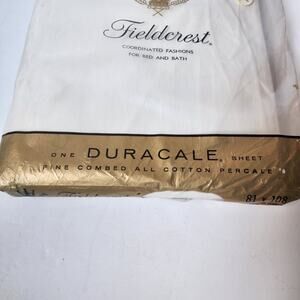 Fieldcrest®
COORDINATED FASHIONS
FOR BED AND BATH
ONE DURACALE® SHEET
FINE COMBED ALL COTTON PERCALE
81 x 108